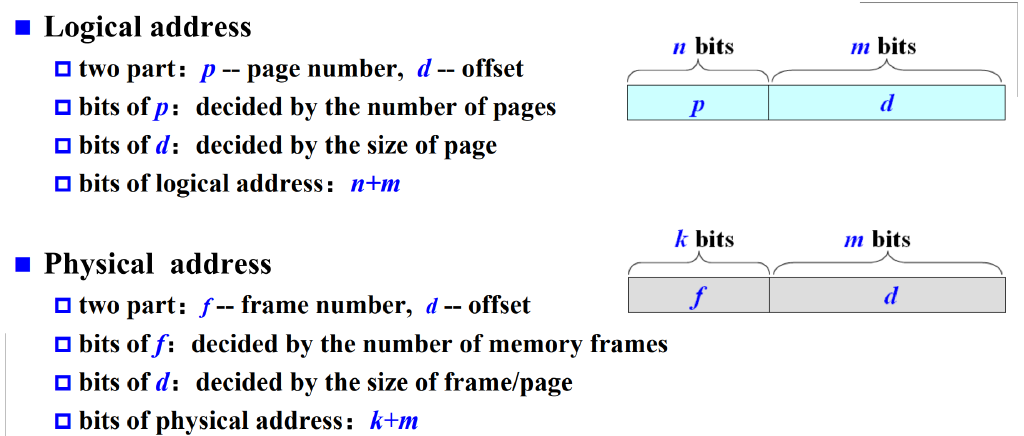 Logical address
two part：p -- page number, d -- offset
bits of p：decided by the number of pages
bits of d：decided by the size of page
bits of logical address：n+m
n bits m bits
p d
Physical address
two part：f -- frame number, d -- offset
bits of f：decided by the number of memory frames
bits of d：decided by the size of frame/page
bits of physical address：k+m
k bits m bits
f d